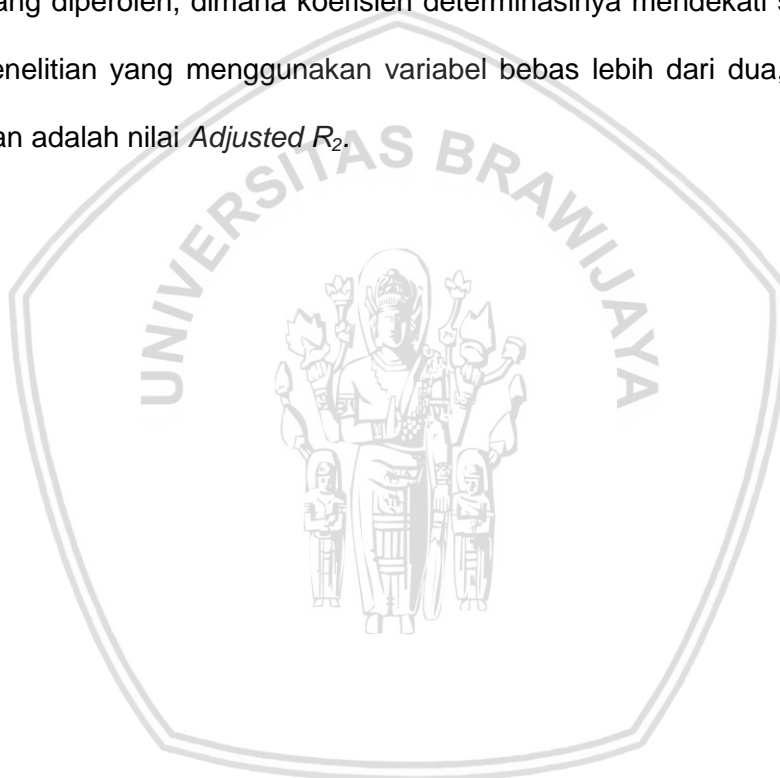 ang diperoleh, dimana koefisien determinasinya mendekati
enelitian yang menggunakan variabel bebas lebih dari dua,
an adalah nilai Adjusted R₂.
UNIVERSITAS BRAWIJAYA